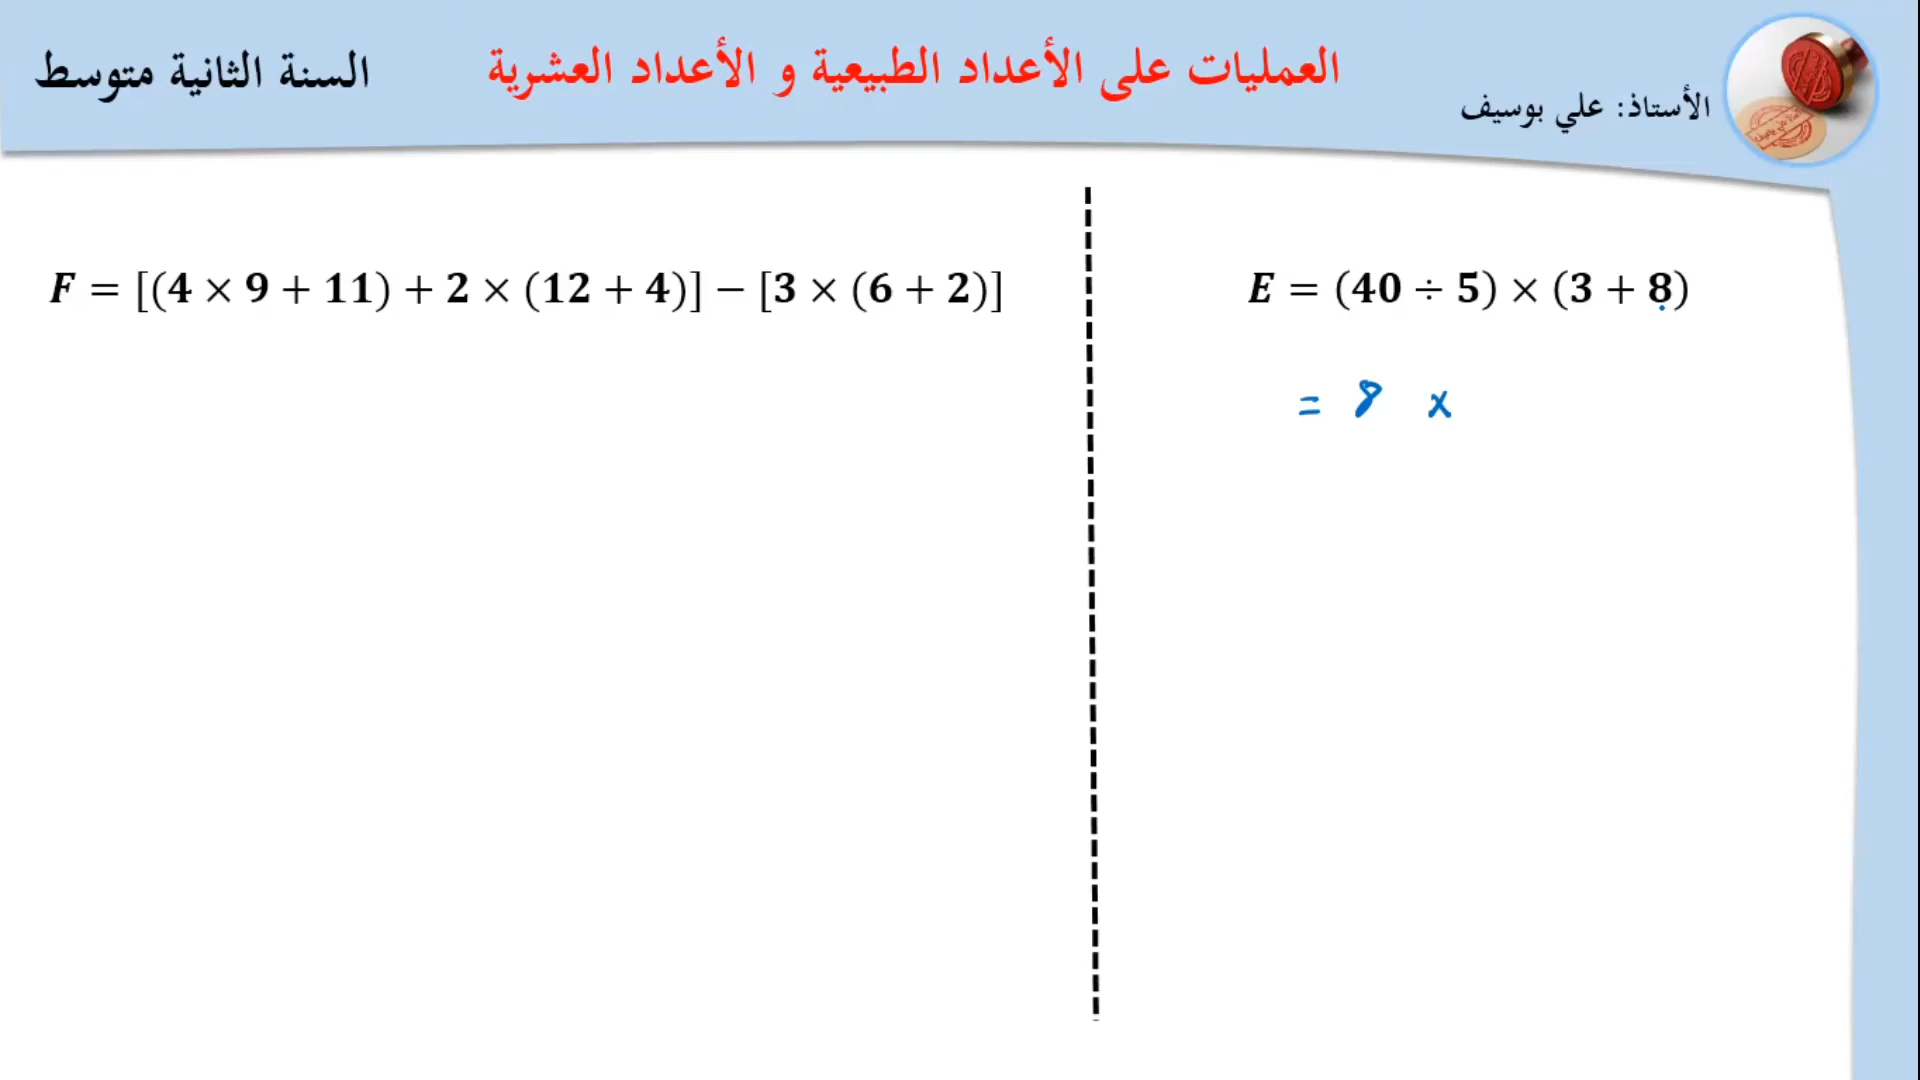 العمليات على الأعداد الطبيعية و الأعداد العشرية
السنة الثانية متوسط
الأستاذ: علي بوسيف
E = (40 ÷ 5) × (3 + 8)
= 8 ×
F = [(4 × 9 + 11) + 2 × (12 + 4)] − [3 × (6 + 2)]